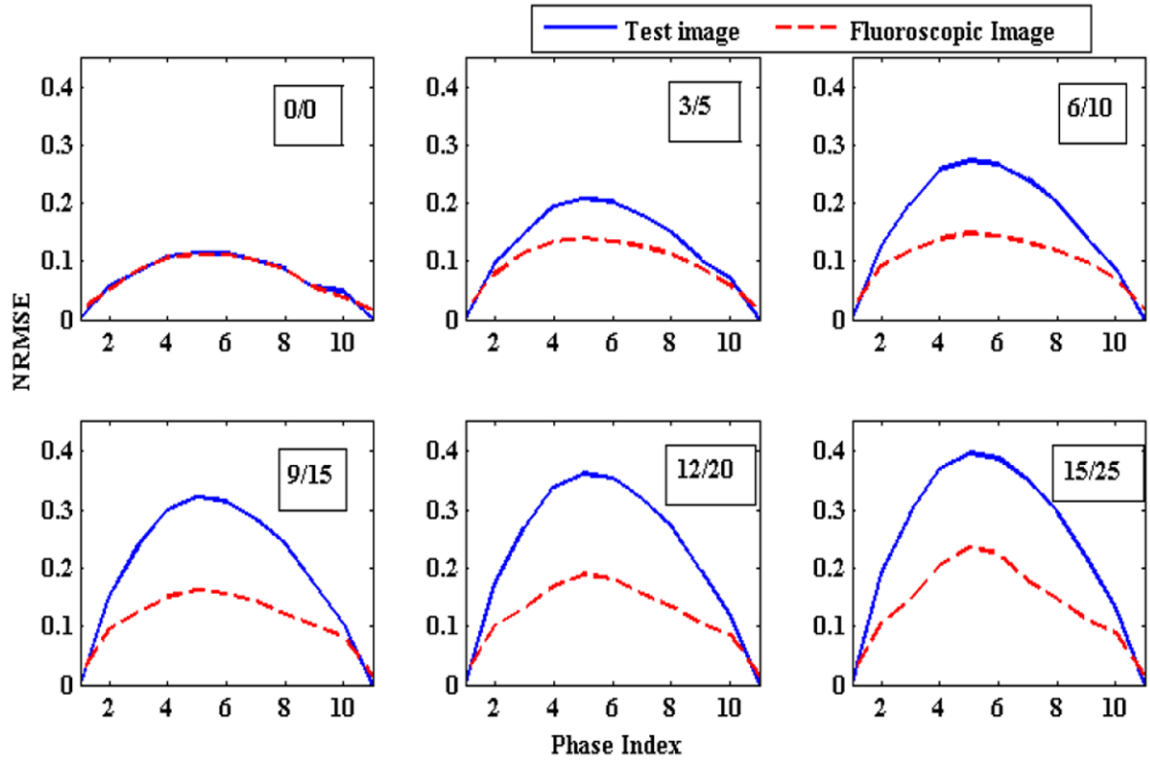 Test image Fluoroscopic Image
0/0 3/5 6/10
0.4 0.4 0.4
0.3 0.3 0.3
0.2 0.2 0.2
0.1 0.1 0.1
0 0 0
2 4 6 8 10 2 4 6 8 10 2 4 6 8 10
NRMSE
9/15 12/20 15/25
0.4 0.4 0.4
0.3 0.3 0.3
0.2 0.2 0.2
0.1 0.1 0.1
0 0 0
2 4 6 8 10 2 4 6 8 10 2 4 6 8 10
Phase Index